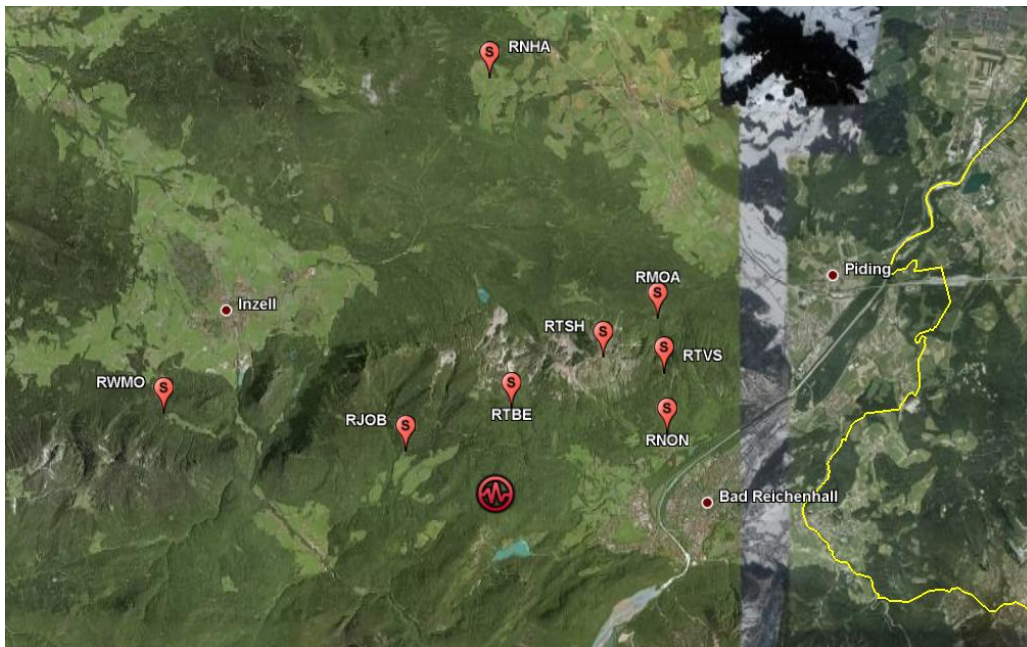 S RNHA
Piding
RMOA
S
Inzell
RTSH S
S RTVS
RWMO S
S
RTBE
RJOB S
S
RNON
Bad Reichenhall